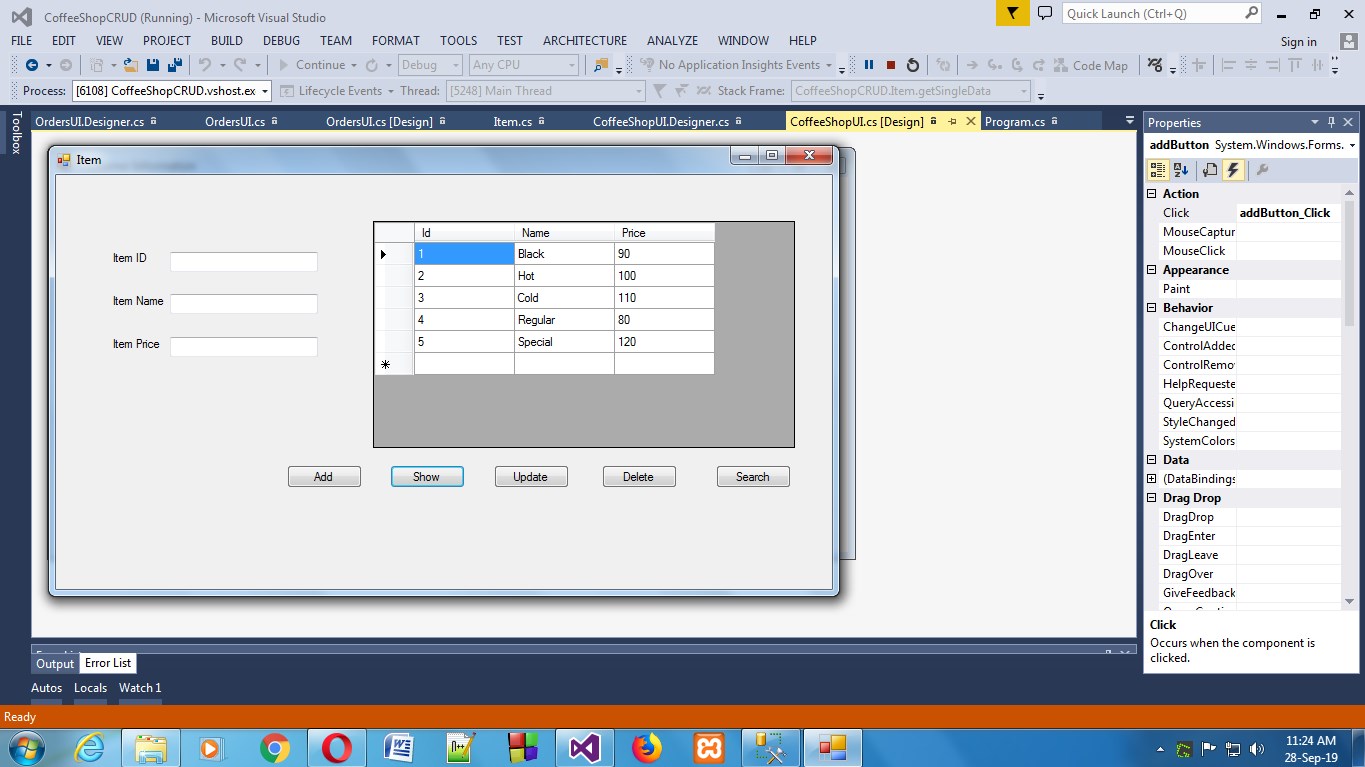 CoffeeShopCRUD (Running) - Microsoft Visual Studio
Quick Launch (Ctrl+Q)
FILE EDIT VIEW PROJECT BUILD DEBUG TEAM FORMAT TOOLS TEST ARCHITECTURE ANALYZE WINDOW HELP
Sign in
Continue Debug Any CPU No Application Insights Events Code Map
Process: [6108] CoffeeShopCRUD.vshost.ex Lifecycle Events Thread: [5248] Main Thread Stack Frame: CoffeeShopCRUD.Item.getSingleData
Toolbox
OrdersUI.Designer.cs OrdersUI.cs OrdersUI.cs [Design] Item.cs CoffeeShopUI.Designer.cs CoffeeShopUI.cs [Design] Program.cs
Item
Id Name Price
1 Black 90
2 Hot 100
3 Cold 110
4 Regular 80
5 Special 120
Item ID
Item Name
Item Price
Add Show Update Delete Search
Properties
addButton System.Windows.Forms.
Action
Click addButton_Click
MouseCaptur
MouseClick
Appearance
Paint
Behavior
ChangeUICue
ControlAdded
ControlRemo
HelpRequeste
QueryAccessi
StyleChanged
SystemColors
Data
(DataBindings
Drag Drop
DragDrop
DragEnter
DragLeave
DragOver
GiveFeedback
Click
Occurs when the component is
clicked.
Output Error List
Autos Locals Watch 1
Ready
11:24 AM
28-Sep-19